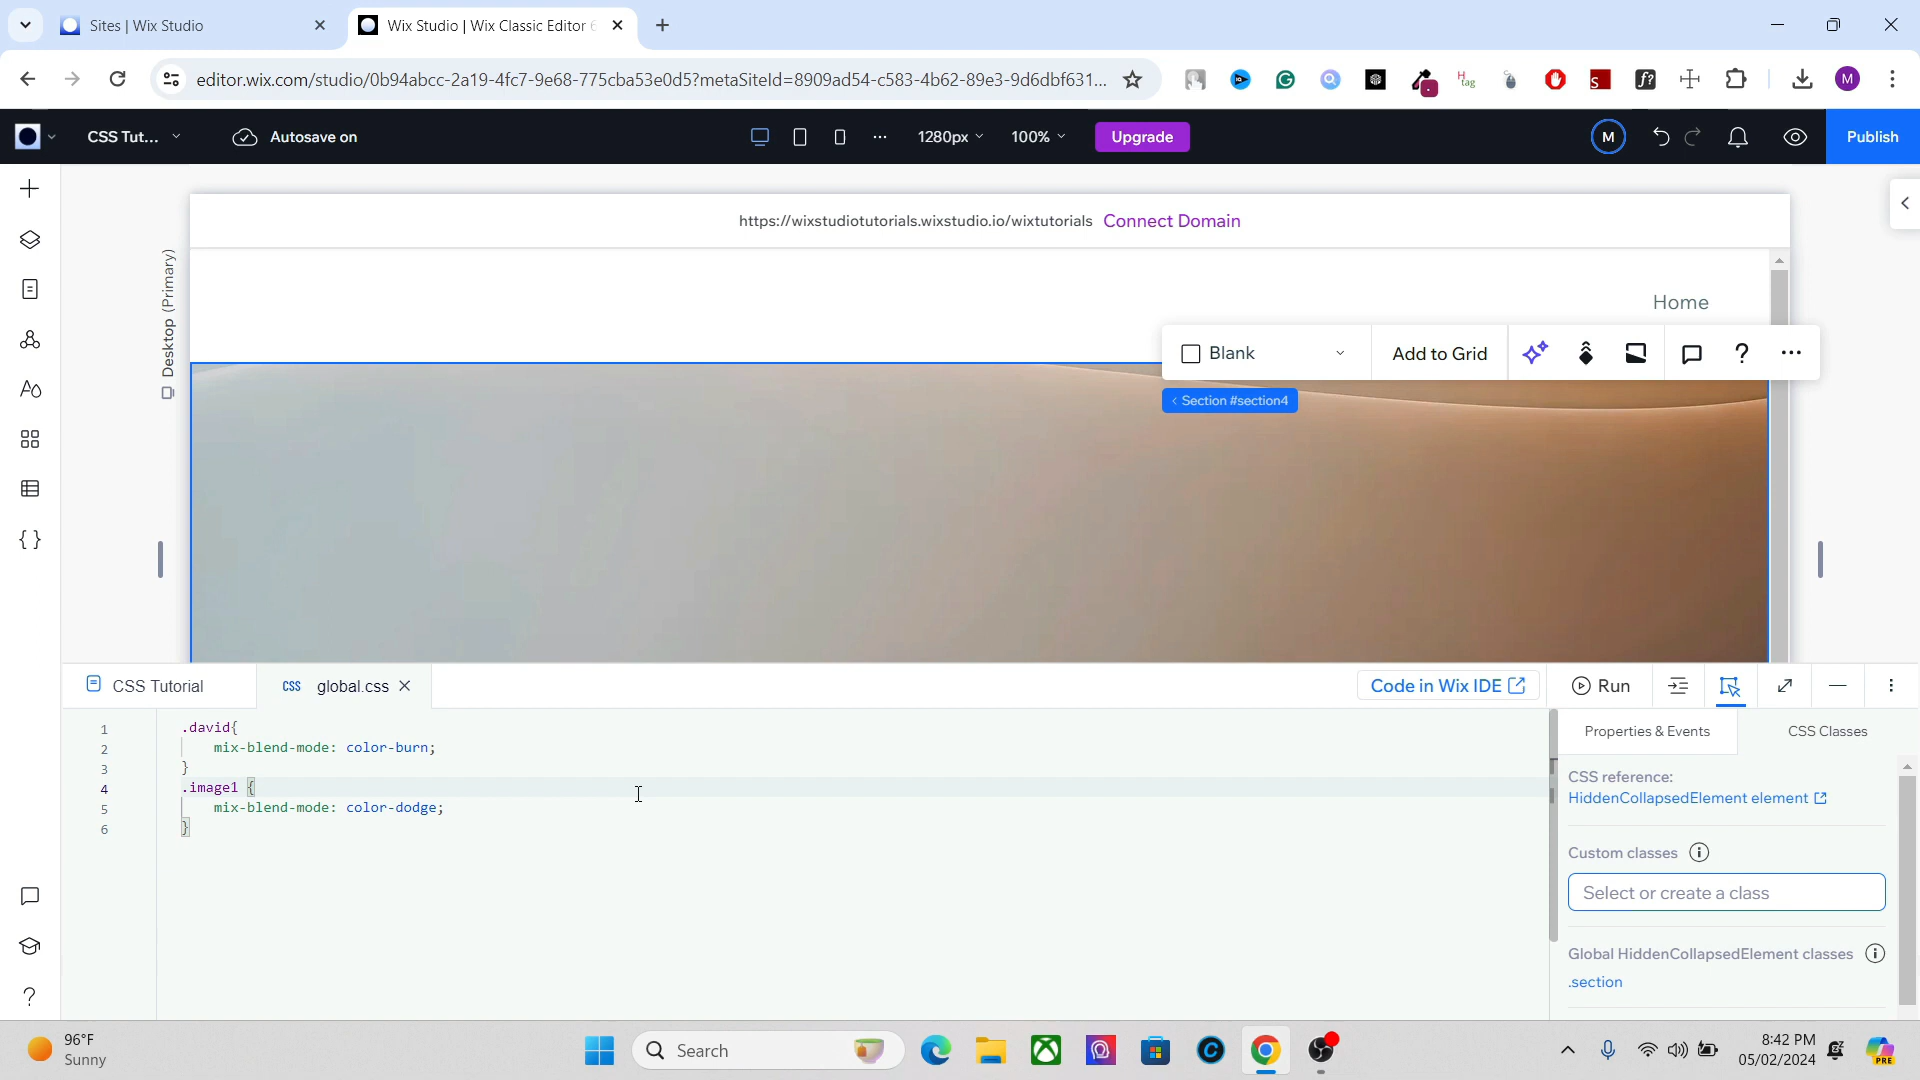 Sites | Wix Studio
Wix Studio | Wix Classic Editor
editor.wix.com/studio/0b94abcc-2a19-4fc7-9e68-775cba53e0d5?metaSiteId=8909ad54-c583-4b62-89e3-9d6dbf631...
M
CSS Tut...
Autosave on
1280px
100%
Upgrade
M
Publish
https://wixstudiotutorials.wixstudio.io/wixtutorials Connect Domain
Desktop (Primary)
Home
Blank
Add to Grid
< Section #section4
CSS Tutorial
css global.css
Code in Wix IDE
Run
1 .david{
2 mix-blend-mode: color-burn;
3 }
4 .image1 {
5 mix-blend-mode: color-dodge;
6 }
Properties & Events
CSS Classes
CSS reference:
HiddenCollapsedElement element
Custom classes
Select or create a class
Global HiddenCollapsedElement classes
.section
96°F
Sunny
Search
8:42 PM
05/02/2024
PRE